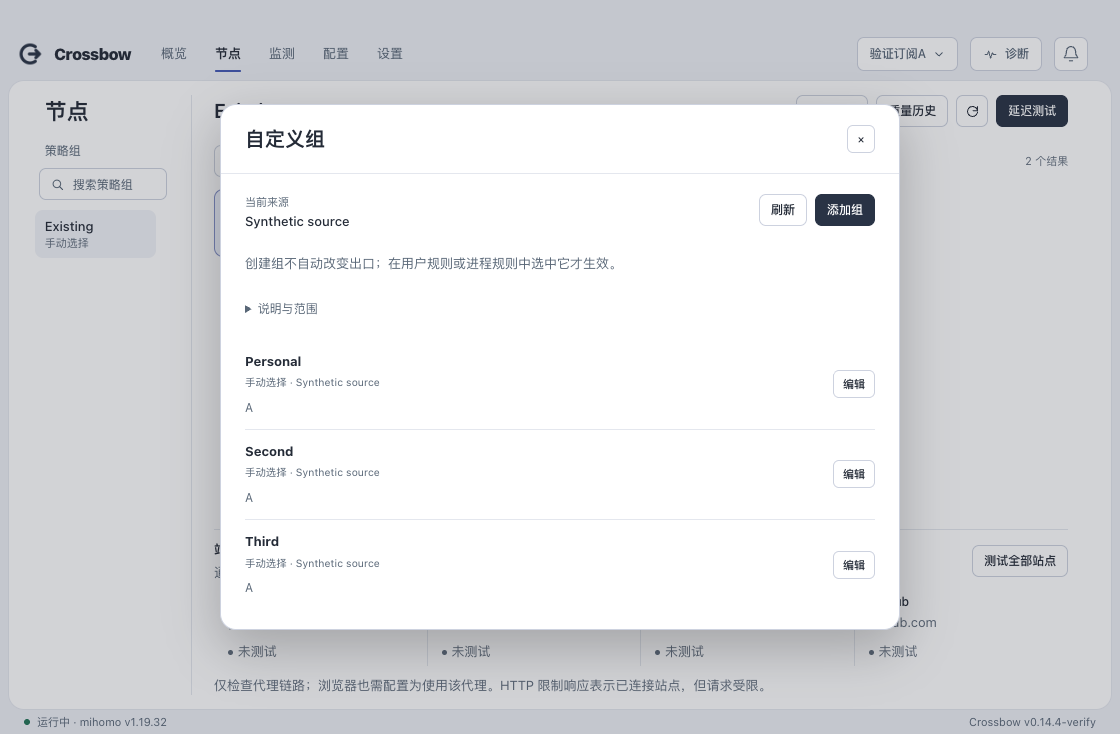 Crossbow
概览
节点
监测
配置
设置
验证订阅A
诊断
节点
策略组
搜索策略组
Existing
手动选择
量历史
延迟测试
2 个结果
自定义组
×
当前来源
Synthetic source
刷新
添加组
创建组不自动改变出口；在用户规则或进程规则中选中它才生效。
说明与范围
Personal
手动选择 · Synthetic source
A
编辑
Second
手动选择 · Synthetic source
A
编辑
Third
手动选择 · Synthetic source
A
编辑
测试全部站点
ub.com
未测试
未测试
未测试
未测试
仅检查代理链路；浏览器也需配置为使用该代理。HTTP 限制响应表示已连接站点，但请求受限。
运行中 · mihomo v1.19.32
Crossbow v0.14.4-verify